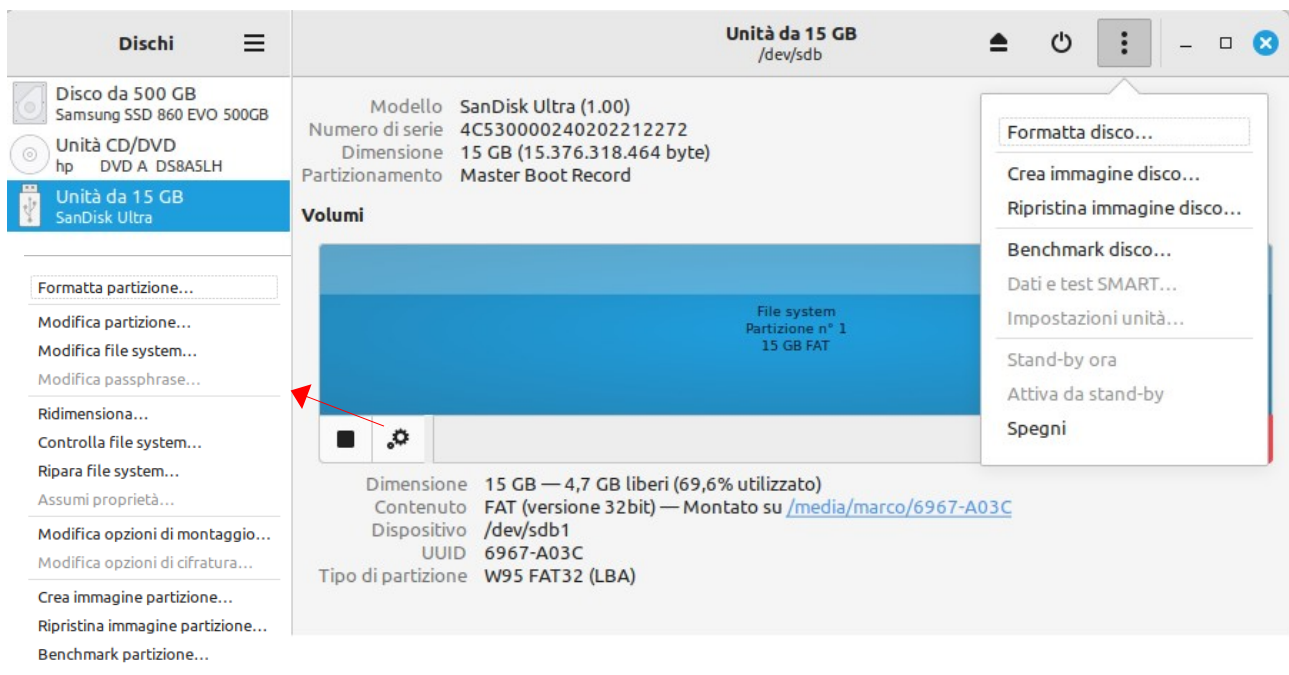 Dischi
Unità da 15 GB
/dev/sdb
Disco da 500 GB
Samsung SSD 860 EVO 500GB
Unità CD/DVD
hp DVD A DS8A5LH
Unità da 15 GB
SanDisk Ultra
Formatta partizione...
Modifica partizione...
Modifica file system...
Modifica passphrase...
Ridimensiona...
Controlla file system...
Ripara file system...
Assumi proprietà...
Modifica opzioni di montaggio...
Modifica opzioni di cifratura...
Crea immagine partizione...
Ripristina immagine partizione...
Benchmark partizione...
Modello SanDisk Ultra (1.00)
Numero di serie 4C530000240202212272
Dimensione 15 GB (15.376.318.464 byte)
Partizionamento Master Boot Record
Volumi
File system
Partizione n° 1
15 GB FAT
Dimensione 15 GB — 4,7 GB liberi (69,6% utilizzato)
Contenuto FAT (versione 32bit) — Montato su /media/marco/6967-A03C
Dispositivo /dev/sdb1
UUID 6967-A03C
Tipo di partizione W95 FAT32 (LBA)
Formatta disco...
Crea immagine disco...
Ripristina immagine disco...
Benchmark disco...
Dati e test SMART...
Impostazioni unità...
Stand-by ora
Attiva da stand-by
Spegni